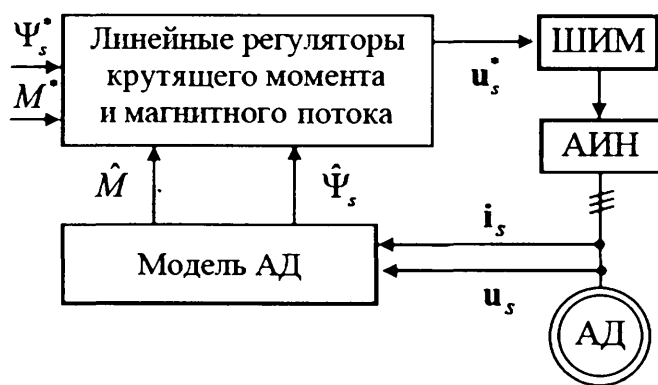 Ψs*
M*
Линейные регуляторы
крутящего момента
и магнитного потока
us*
ШИМ
АИН
M̂
Ψ̂s
Модель АД
is
us
АД